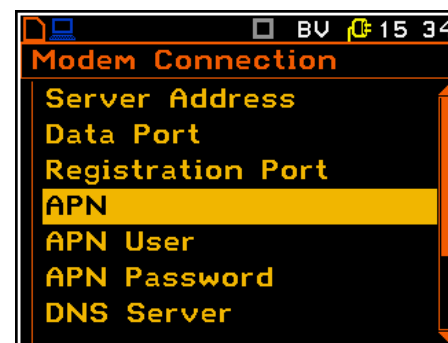 BV 15 34
Modem Connection
Server Address
Data Port
Registration Port
APN
APN User
APN Password
DNS Server